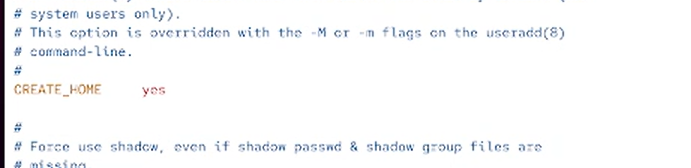 # system users only).
# This option is overridden with the -M or -m flags on the useradd(8)
# command-line.
#
CREATE_HOME yes
#
# Force use shadow, even if shadow passwd & shadow group files are
# missing.